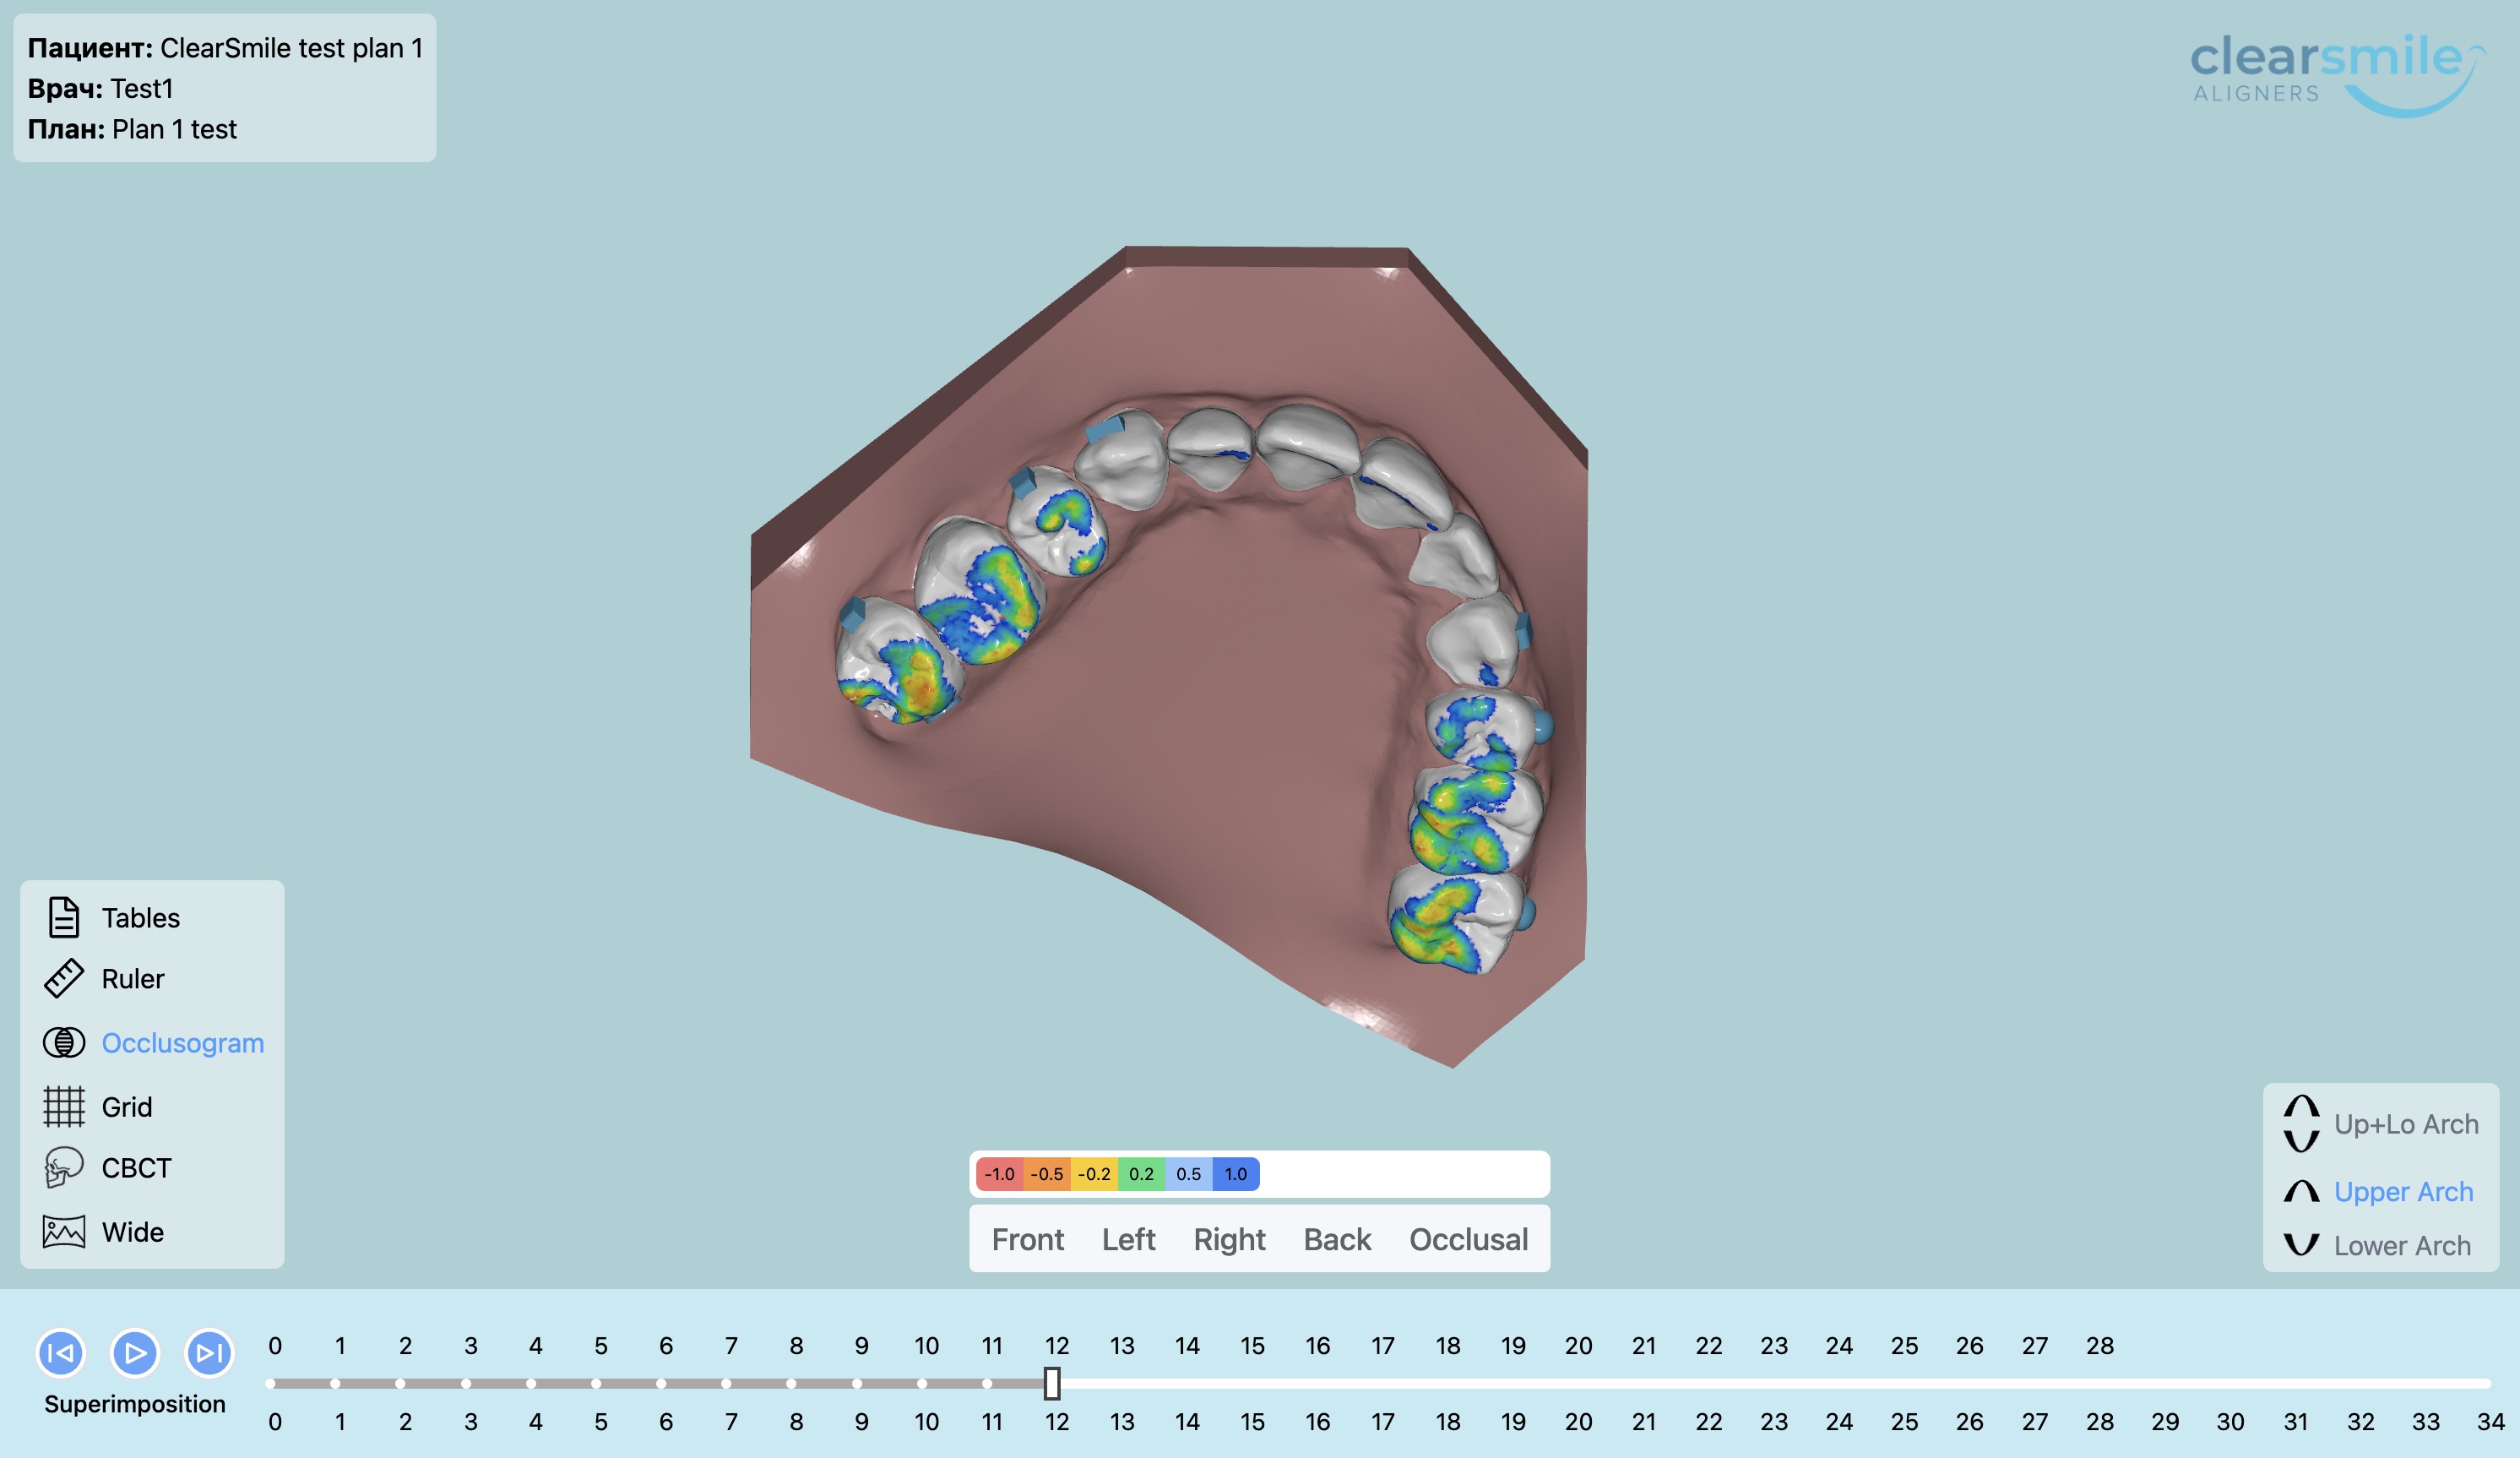 Пациент: ClearSmile test plan 1
Врач: Test1
План: Plan 1 test
clearsmile
ALIGNERS
Tables
Ruler
Occlusogram
Grid
CBCT
Wide
-1.0 -0.5 -0.2 0.2 0.5 1.0
Front Left Right Back Occlusal
Up+Lo Arch
Upper Arch
Lower Arch
0 1 2 3 4 5 6 7 8 9 10 11 12 13 14 15 16 17 18 19 20 21 22 23 24 25 26 27 28
Superimposition
0 1 2 3 4 5 6 7 8 9 10 11 12 13 14 15 16 17 18 19 20 21 22 23 24 25 26 27 28 29 30 31 32 33 34